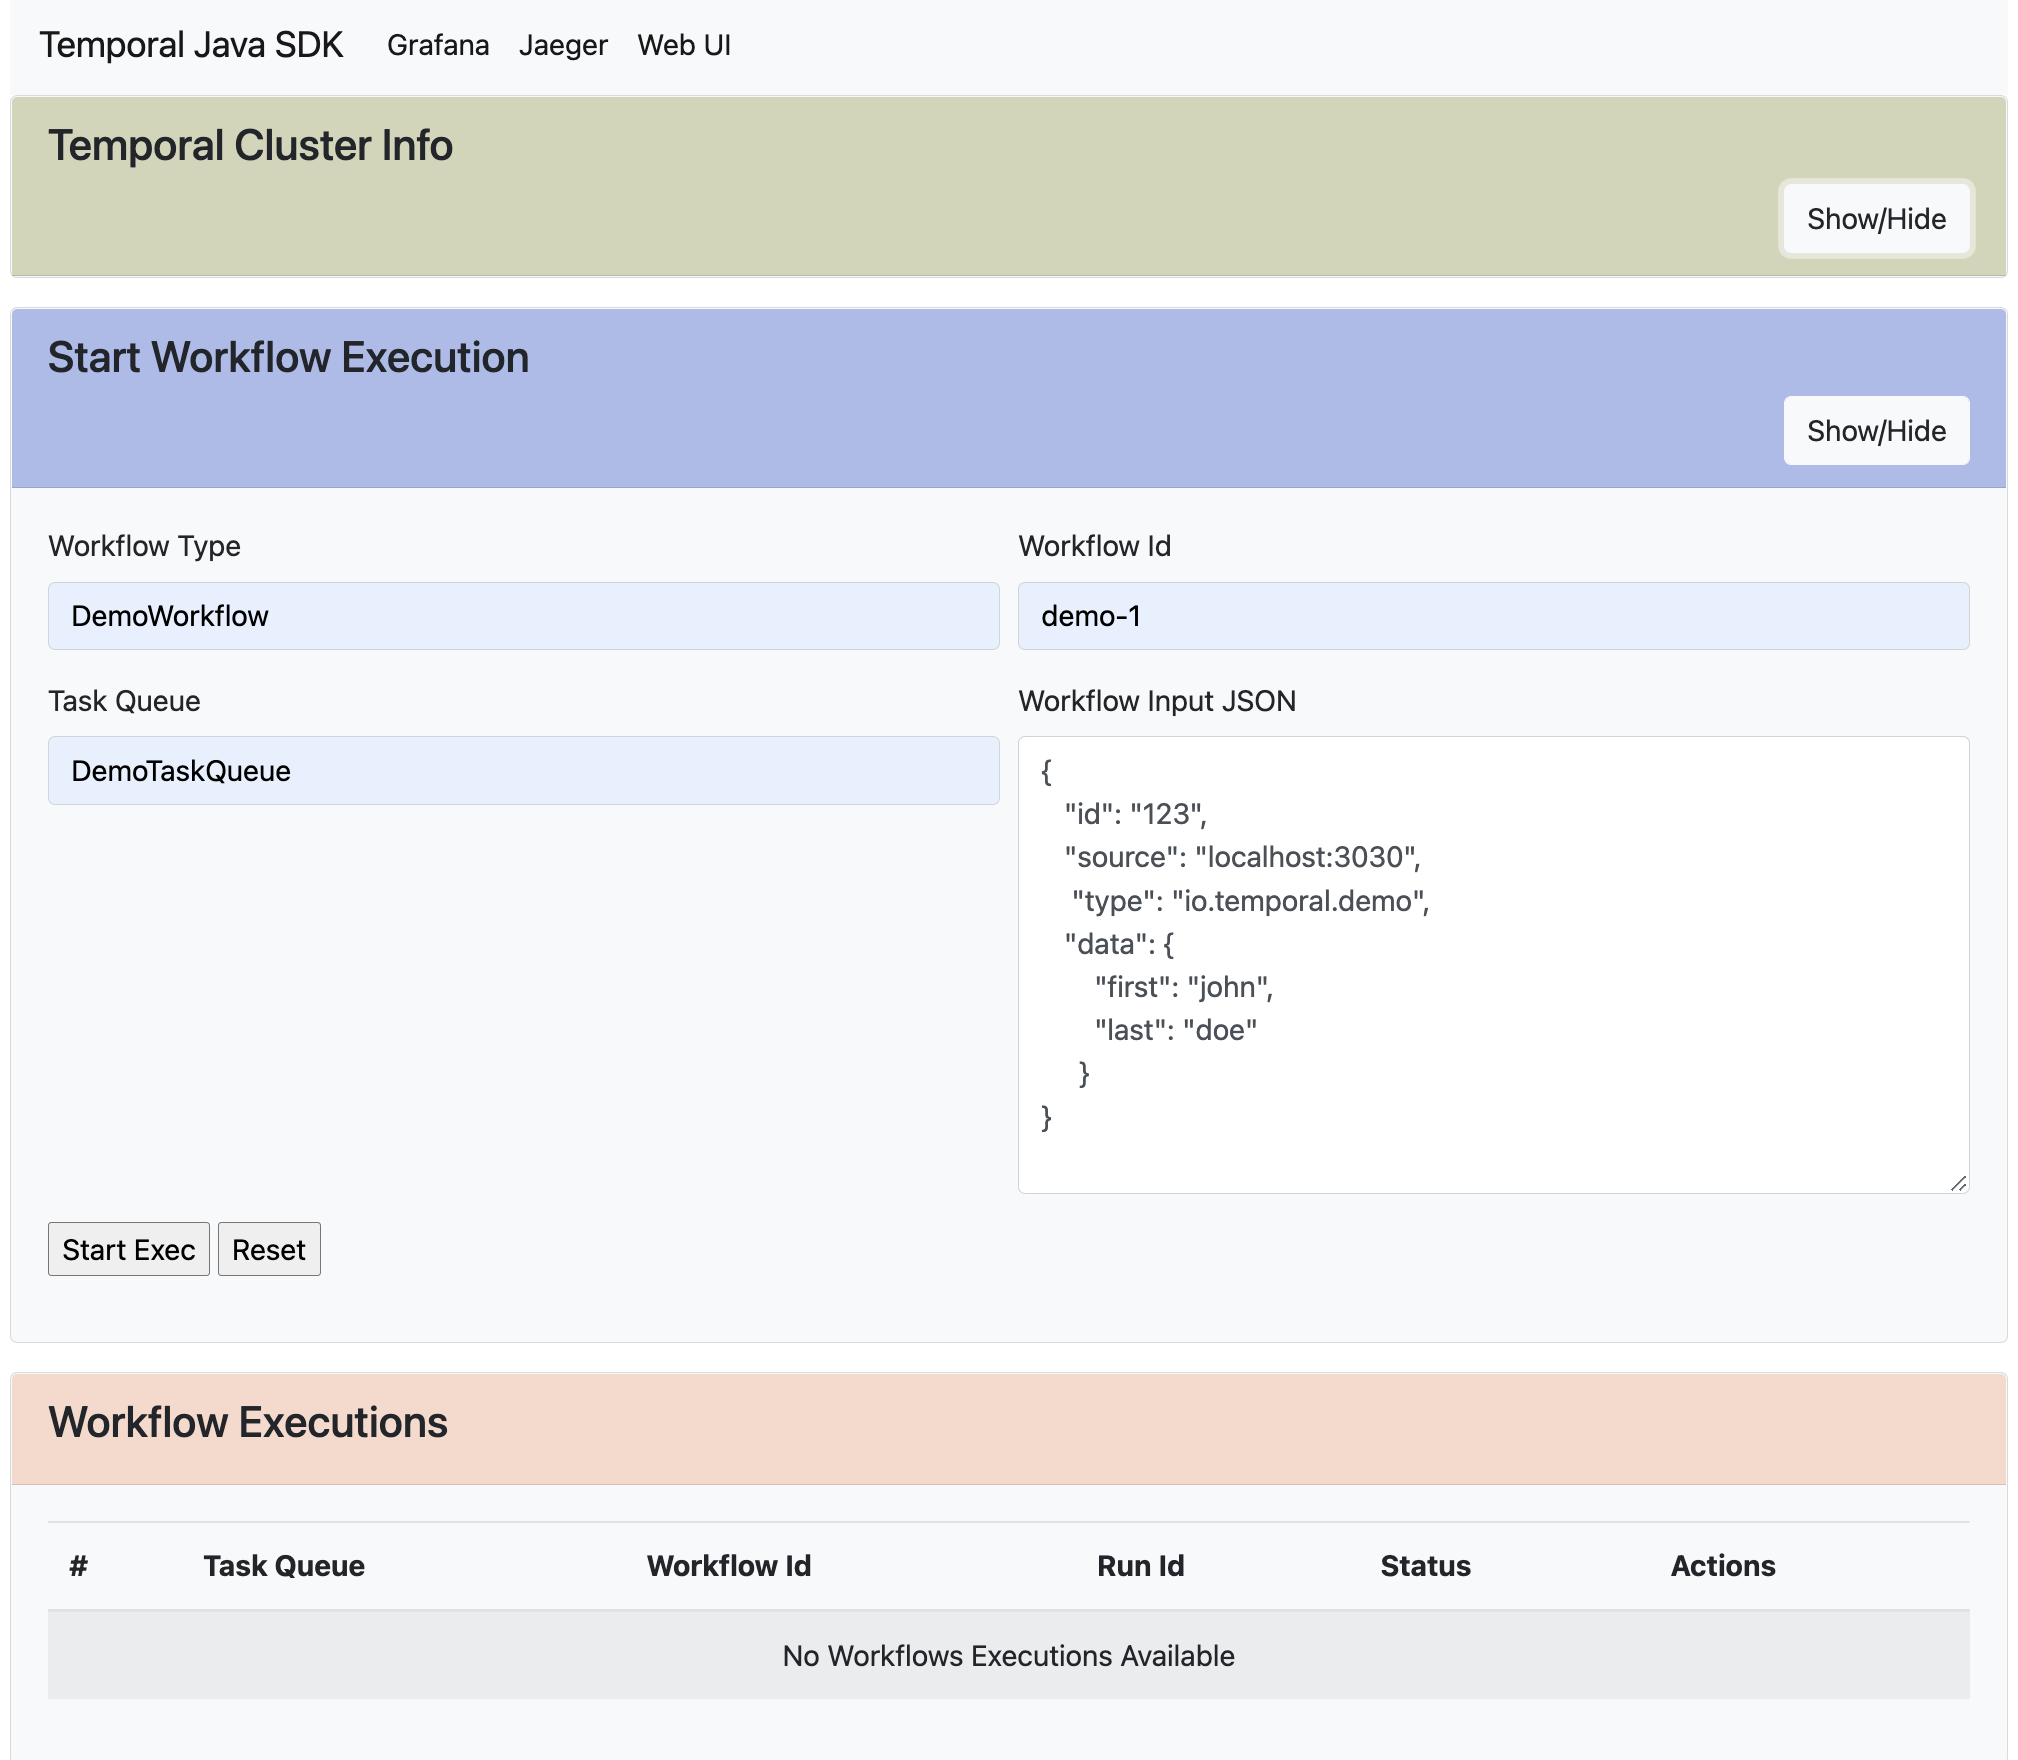 Temporal Java SDK Grafana Jaeger Web UI
Temporal Cluster Info
Show/Hide
Start Workflow Execution
Show/Hide
Workflow Type
DemoWorkflow
Workflow Id
demo-1
Task Queue
DemoTaskQueue
Workflow Input JSON
{
"id": "123",
"source": "localhost:3030",
"type": "io.temporal.demo",
"data": {
"first": "john",
"last": "doe"
}
}
Start Exec Reset
Workflow Executions
# Task Queue Workflow Id Run Id Status Actions
No Workflows Executions Available